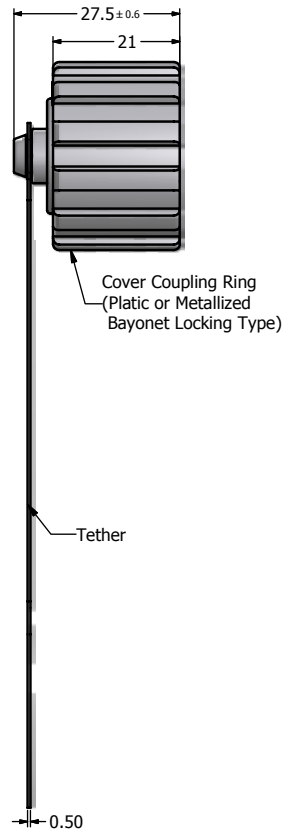 27.5 ± 0.6
21
Cover Coupling Ring
(Platic or Metallized
Bayonet Locking Type)
Tether
0.50